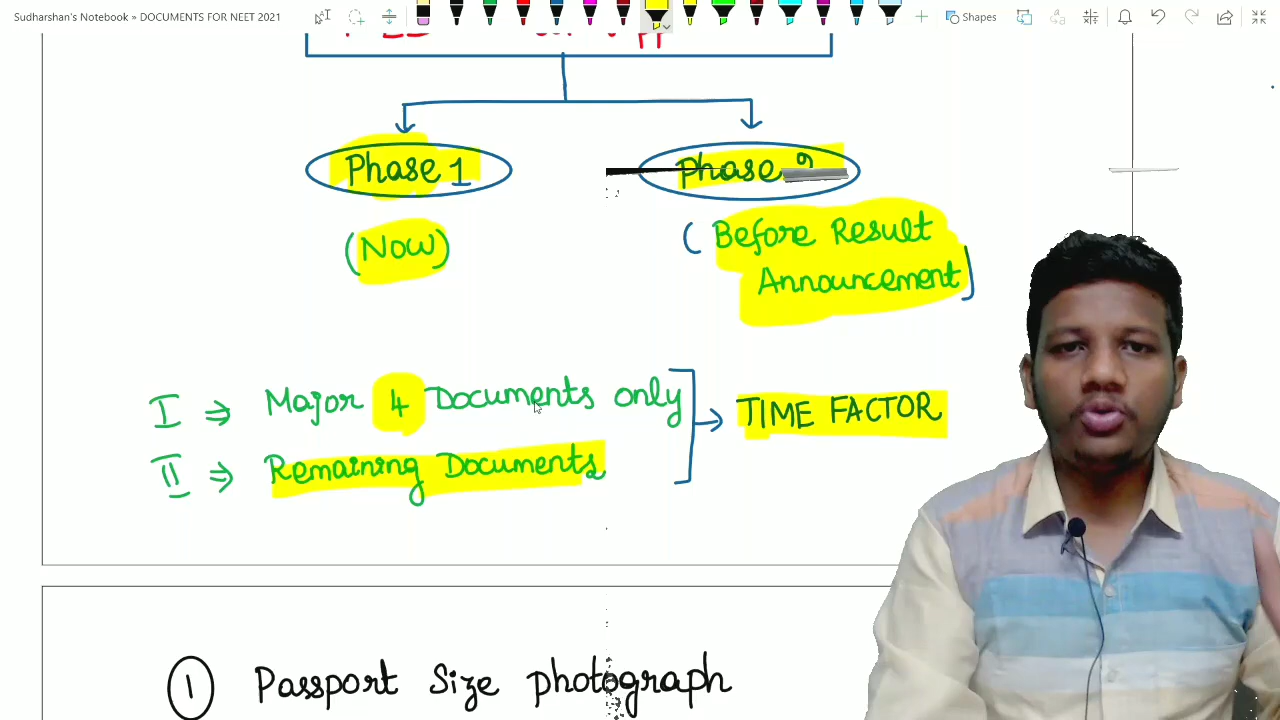 Sudharshan's Notebook » DOCUMENTS FOR NEET 2021
Shapes
Phase 1
Phase
(Now)
( Before Result
Announcement]
I ⇒ Major 4 Documents only
II ⇒ Remaining Documents
→ TIME FACTOR
1 Passport Size photograph